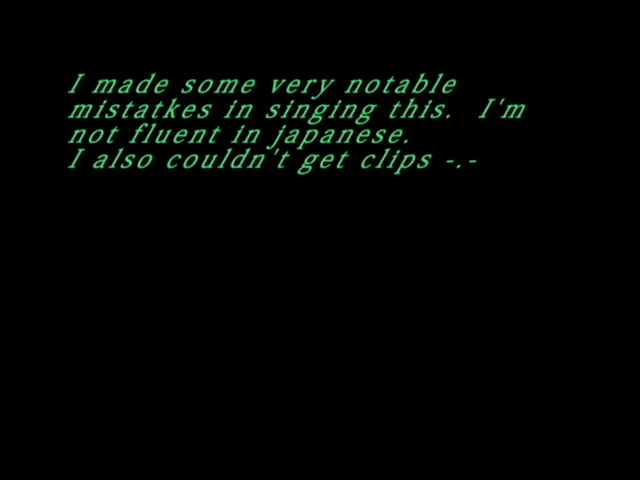 I made some very notable
mistatkes in singing this.  I'm
not fluent in japanese.
I also couldn't get clips -.-